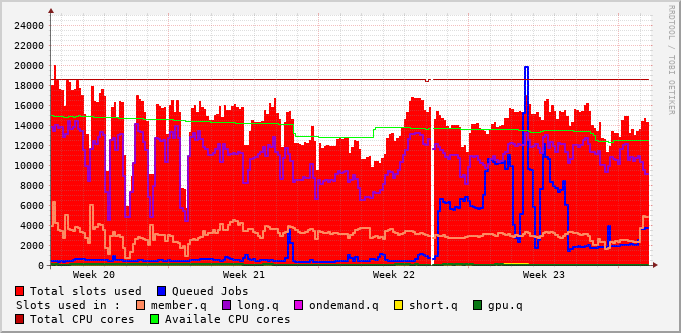 RRDTOOL / TOBI OETIKER
24000
22000
20000
18000
16000
14000
12000
10000
8000
6000
4000
2000
0
Week 20 Week 21 Week 22 Week 23
Total slots used Queued Jobs
Slots used in : member.q long.q ondemand.q short.q gpu.q
Total CPU cores Availale CPU cores